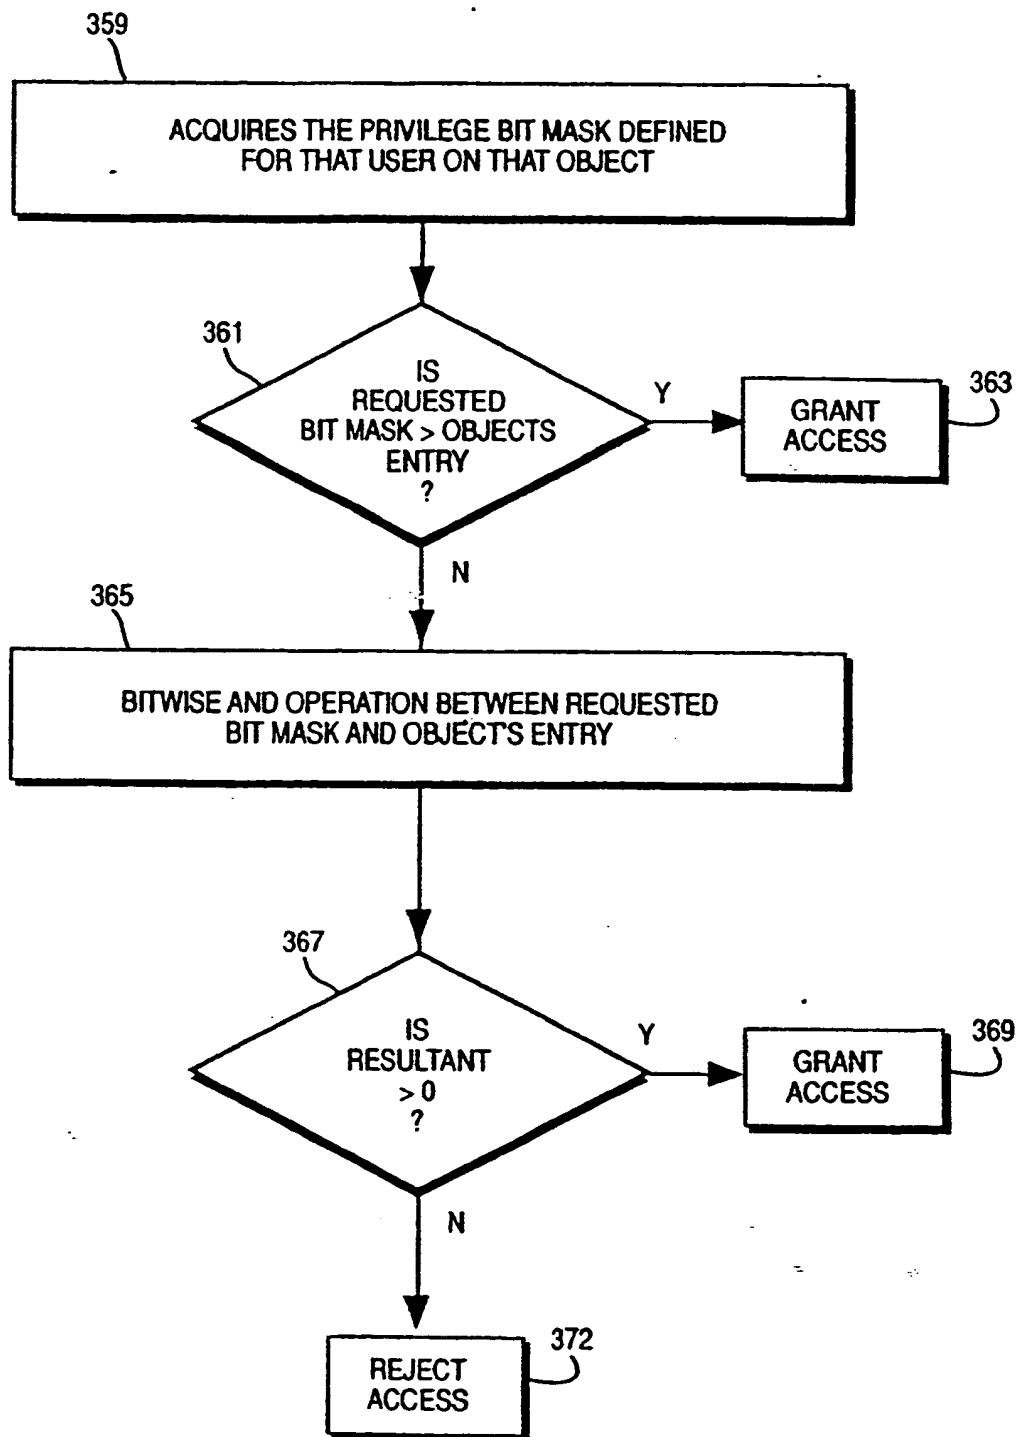 359
ACQUIRES THE PRIVILEGE BIT MASK DEFINED
FOR THAT USER ON THAT OBJECT
361
IS
REQUESTED
BIT MASK > OBJECTS
ENTRY
?
Y
GRANT
ACCESS
363
N
365
BITWISE AND OPERATION BETWEEN REQUESTED
BIT MASK AND OBJECT'S ENTRY
367
IS
RESULTANT
> 0
?
Y
GRANT
ACCESS
369
N
REJECT
ACCESS
372